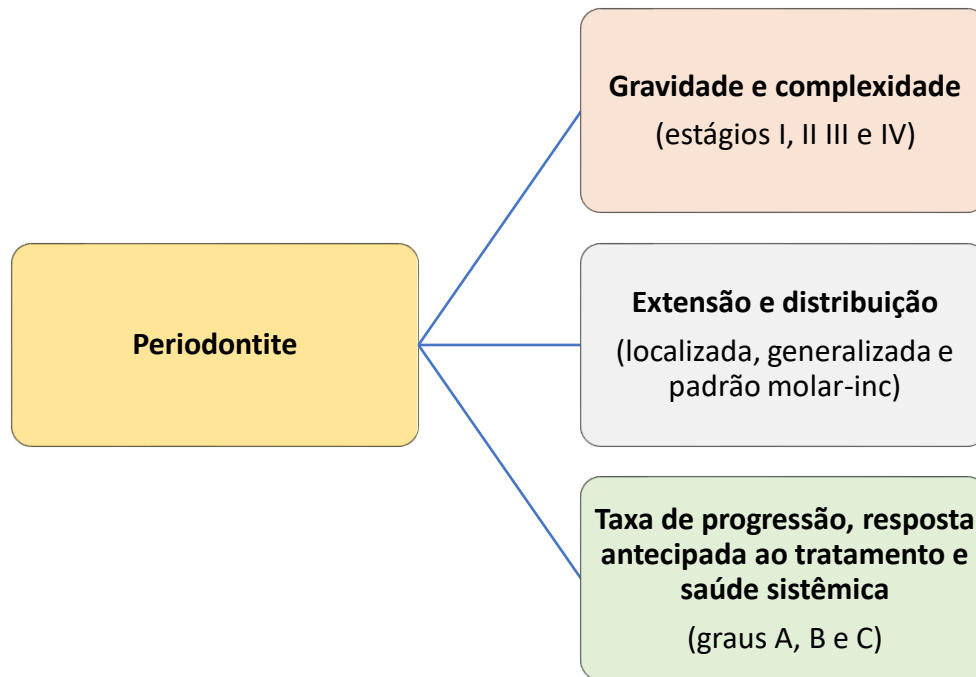 Gravidade e complexidade
(estágios I, II III e IV)
Periodontite
Extensão e distribuição
(localizada, generalizada e
padrão molar-inc)
Taxa de progressão, resposta
antecipada ao tratamento e
saúde sistêmica
(graus A, B e C)